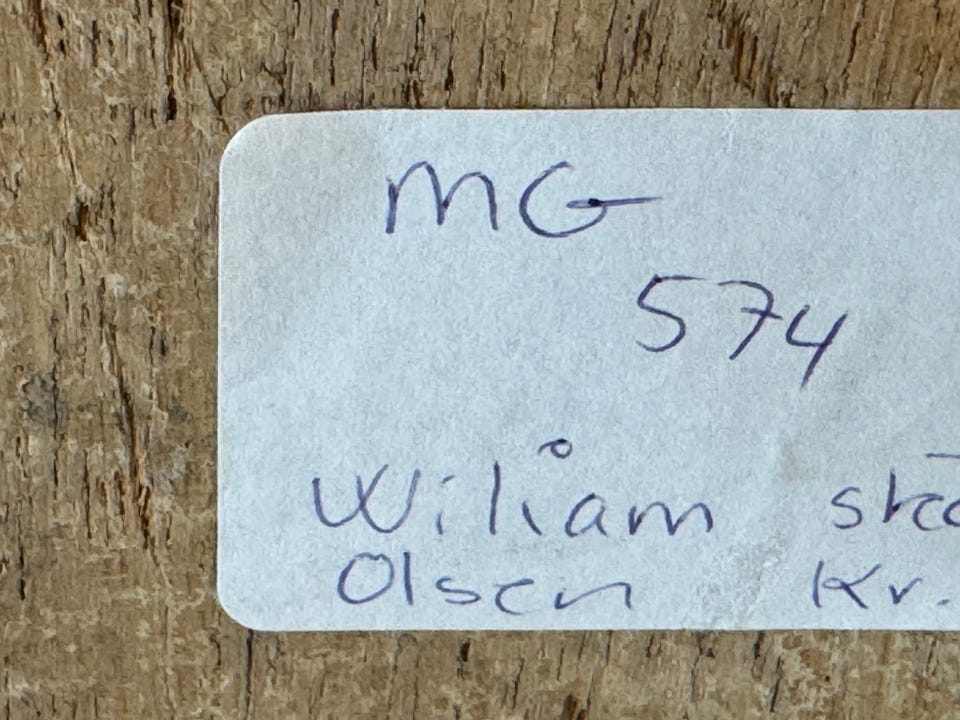 MG
574
Wiliam
Olsen Kr.